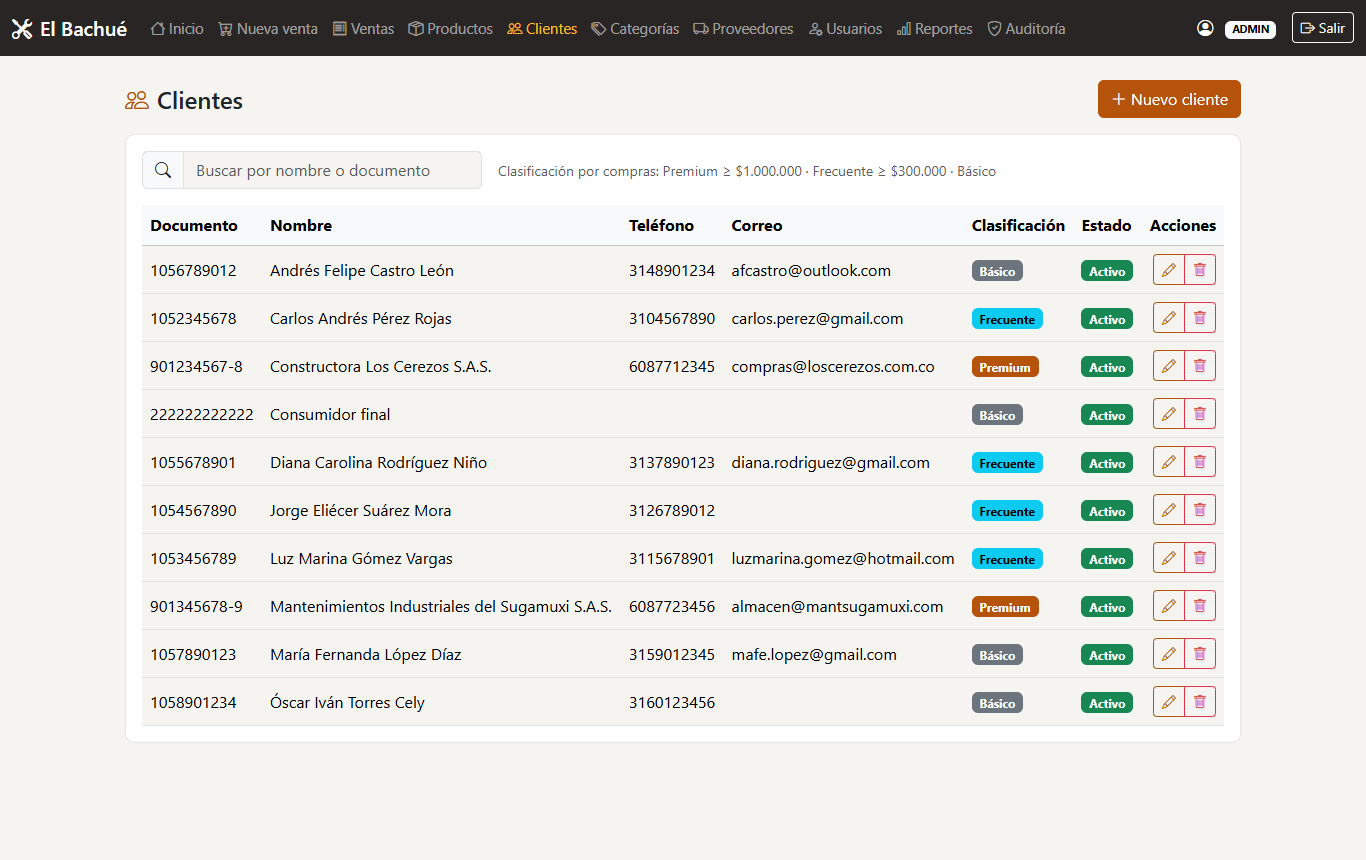 El Bachué Inicio Nueva venta Ventas Productos Clientes Categorías Proveedores Usuarios Reportes Auditoría ADMIN Salir
Clientes
+ Nuevo cliente
Buscar por nombre o documento Clasificación por compras: Premium ≥ $1.000.000 · Frecuente ≥ $300.000 · Básico
Documento Nombre Teléfono Correo Clasificación Estado Acciones
1056789012 Andrés Felipe Castro León 3148901234 afcastro@outlook.com Básico Activo
1052345678 Carlos Andrés Pérez Rojas 3104567890 carlos.perez@gmail.com Frecuente Activo
901234567-8 Constructora Los Cerezos S.A.S. 6087712345 compras@loscerezos.com.co Premium Activo
222222222222 Consumidor final Básico Activo
1055678901 Diana Carolina Rodríguez Niño 3137890123 diana.rodriguez@gmail.com Frecuente Activo
1054567890 Jorge Eliécer Suárez Mora 3126789012 Frecuente Activo
1053456789 Luz Marina Gómez Vargas 3115678901 luzmarina.gomez@hotmail.com Frecuente Activo
901345678-9 Mantenimientos Industriales del Sugamuxi S.A.S. 6087723456 almacen@mantsugamuxi.com Premium Activo
1057890123 María Fernanda López Díaz 3159012345 mafe.lopez@gmail.com Básico Activo
1058901234 Óscar Iván Torres Cely 3160123456 Básico Activo